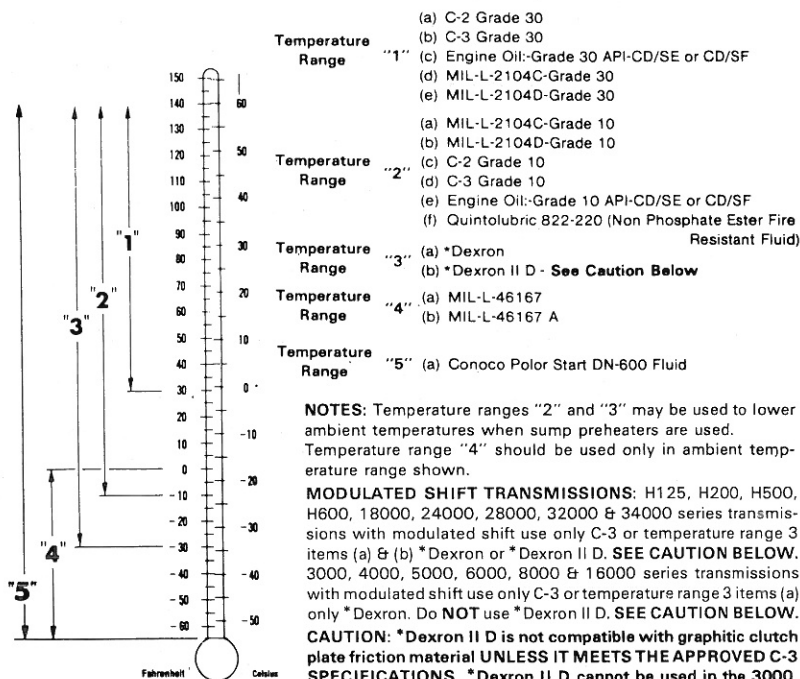 (a) C-2 Grade 30
(b) C-3 Grade 30
Temperature Range "1" (c) Engine Oil:-Grade 30 API-CD/SE or CD/SF
(d) MIL-L-2104C-Grade 30
(e) MIL-L-2104D-Grade 30
(a) MIL-L-2104C-Grade 10
(b) MIL-L-2104D-Grade 10
Temperature Range "2" (c) C-2 Grade 10
(d) C-3 Grade 10
(e) Engine Oil:-Grade 10 API-CD/SE or CD/SF
(f) Quintolubric 822-220 (Non Phosphate Ester Fire
Resistant Fluid)
Temperature Range "3" (a) *Dexron
(b) *Dexron II D - See Caution Below
Temperature Range "4" (a) MIL-L-46167
(b) MIL-L-46167 A
Temperature Range "5" (a) Conoco Polor Start DN-600 Fluid
150
140 60
130
120 50
110
100 40
90
80 30
70
60 20
50
40 10
30 0
20
10 -10
0
-10 -20
-20
-30 -30
-40 -40
-50
-60 -50
Fahrenheit Celsius
"1"
"2"
"3"
"4"
"5"
NOTES: Temperature ranges "2" and "3" may be used to lower
ambient temperatures when sump preheaters are used.
Temperature range "4" should be used only in ambient temp-
erature range shown.
MODULATED SHIFT TRANSMISSIONS: H125, H200, H500,
H600, 18000, 24000, 28000, 32000 & 34000 series transmis-
sions with modulated shift use only C-3 or temperature range 3
items (a) & (b) *Dexron or *Dexron II D. SEE CAUTION BELOW.
3000, 4000, 5000, 6000, 8000 & 16000 series transmissions
with modulated shift use only C-3 or temperature range 3 items (a)
only *Dexron. Do NOT use *Dexron II D. SEE CAUTION BELOW.
CAUTION: *Dexron II D is not compatible with graphitic clutch
plate friction material UNLESS IT MEETS THE APPROVED C-3
SPECIFICATIONS. *Dexron II D cannot be used in the 3000,